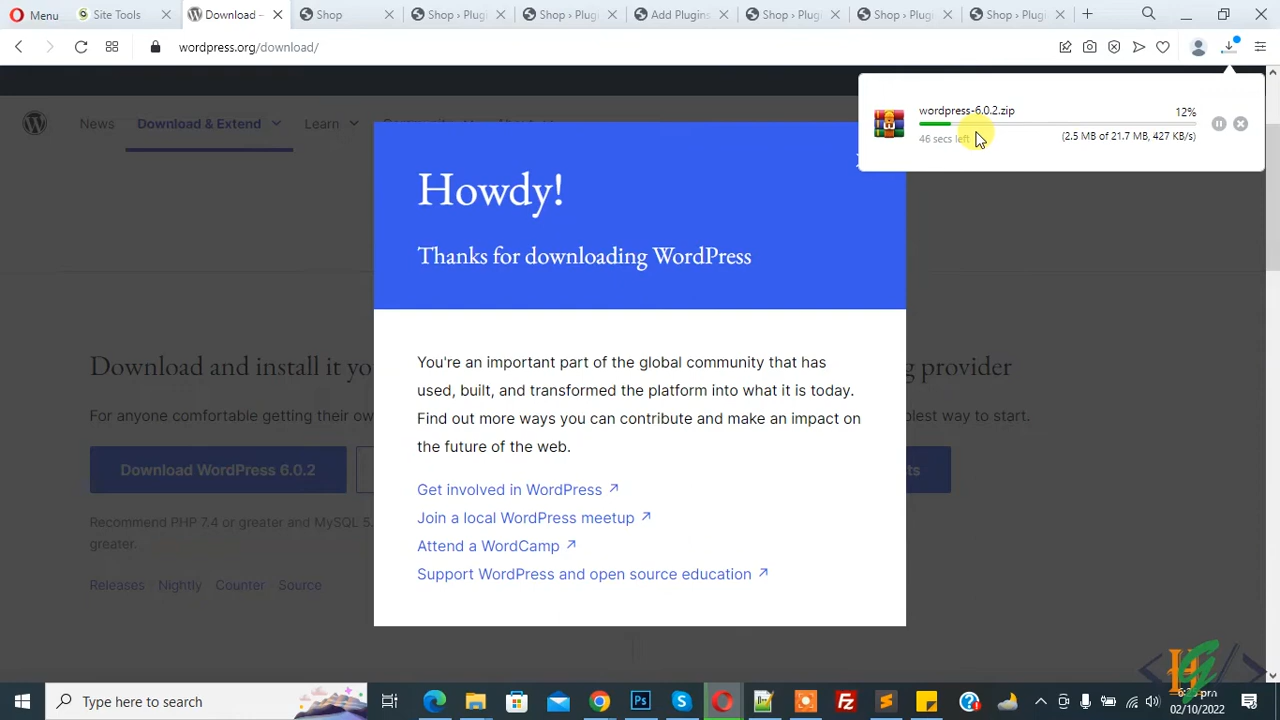 Menu
Site Tools
Download –
Shop
Shop › Plugi
Shop › Plugi
Add Plugins
Shop › Plugi
Shop › Plugi
Shop › Plugi
wordpress.org/download/
wordpress-6.0.2.zip
12%
46 secs left
(2.5 MB of 21.7 MB, 427 KB/s)
News
Download & Extend
Learn
Howdy!
Thanks for downloading WordPress
You're an important part of the global community that has
used, built, and transformed the platform into what it is today.
Find out more ways you can contribute and make an impact on
the future of the web.
Get involved in WordPress ↗
Join a local WordPress meetup ↗
Attend a WordCamp ↗
Support WordPress and open source education ↗
Download and install it yo
g provider
For anyone comfortable getting their ow
plest way to start.
Download WordPress 6.0.2
ts
Recommend PHP 7.4 or greater and MySQL 5.
greater.
Releases
Nightly
Counter
Source
Type here to search
02/10/2022